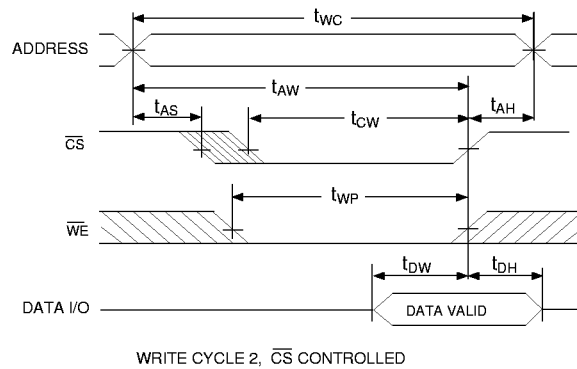 tWC
ADDRESS
tAW
tAS
tCW
tAH
CS
tWP
WE
tDW
tDH
DATA I/O
DATA VALID
WRITE CYCLE 2, CS CONTROLLED